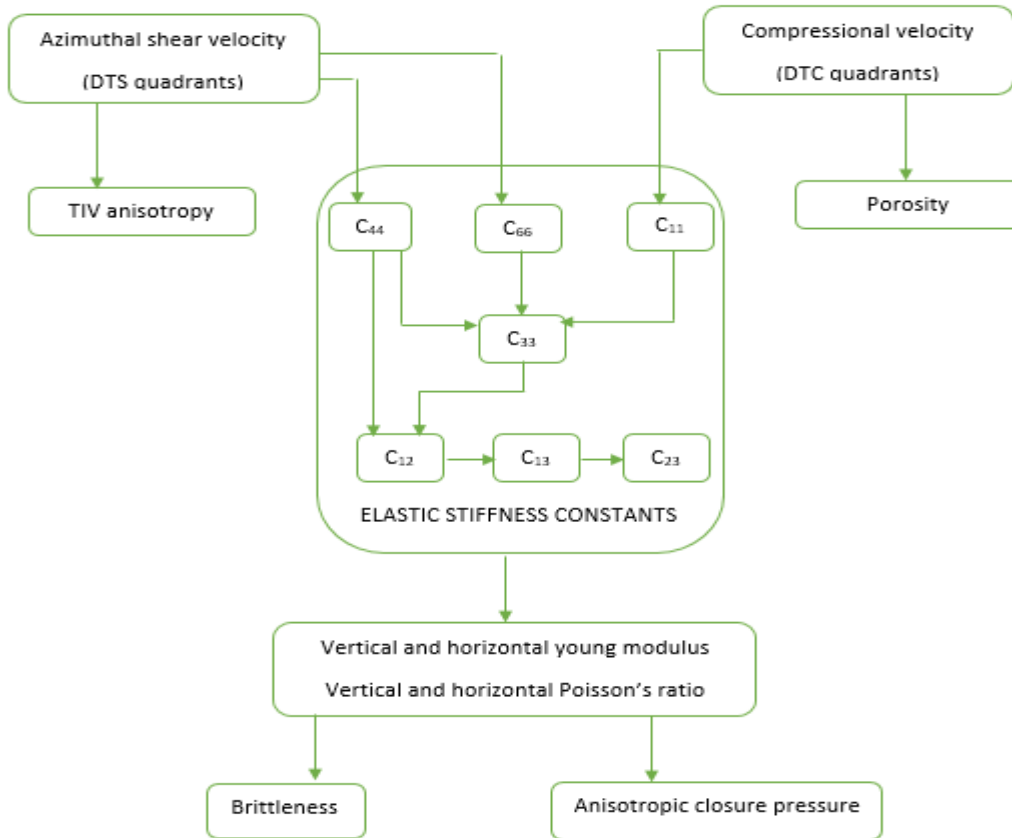 Azimuthal shear velocity
(DTS quadrants)
Compressional velocity
(DTC quadrants)
TIV anisotropy
Porosity
C₄₄
C₆₆
C₁₁
C₃₃
C₁₂
C₁₃
C₂₃
ELASTIC STIFFNESS CONSTANTS
Vertical and horizontal young modulus
Vertical and horizontal Poisson’s ratio
Brittleness
Anisotropic closure pressure